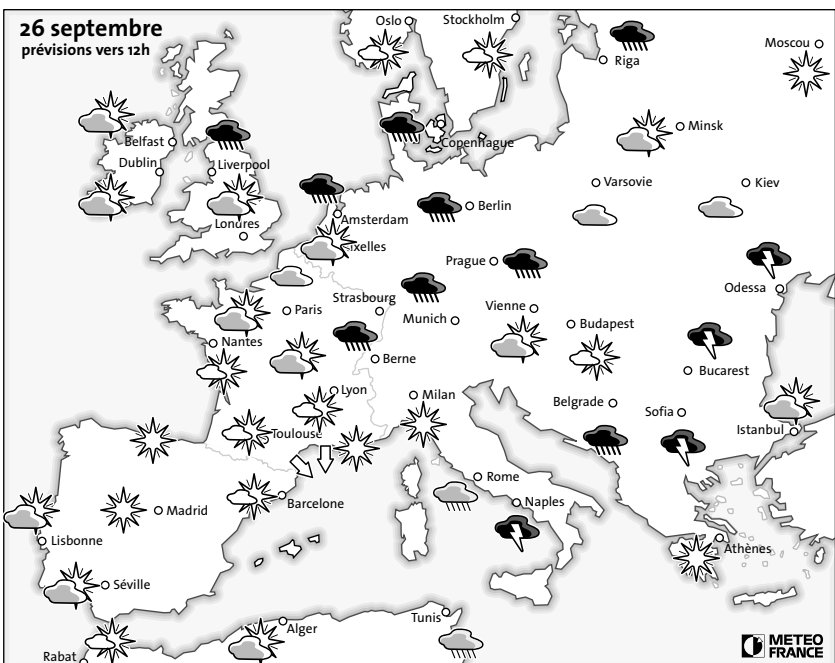 26 septembre
prévisions vers 12h
Oslo
Stockholm
Riga
Moscou
Belfast
Dublin
Liverpool
Copenhague
Minsk
Londres
Amsterdam
Berlin
Varsovie
Kiev
ixelles
Prague
Odessa
Paris
Strasbourg
Munich
Vienne
Budapest
Nantes
Berne
Bucarest
Lyon
Milan
Belgrade
Sofia
Istanbul
Toulouse
Rome
Naples
Madrid
Barcelone
Lisbonne
Athènes
Séville
Alger
Tunis
Rabat
METEO
FRANCE